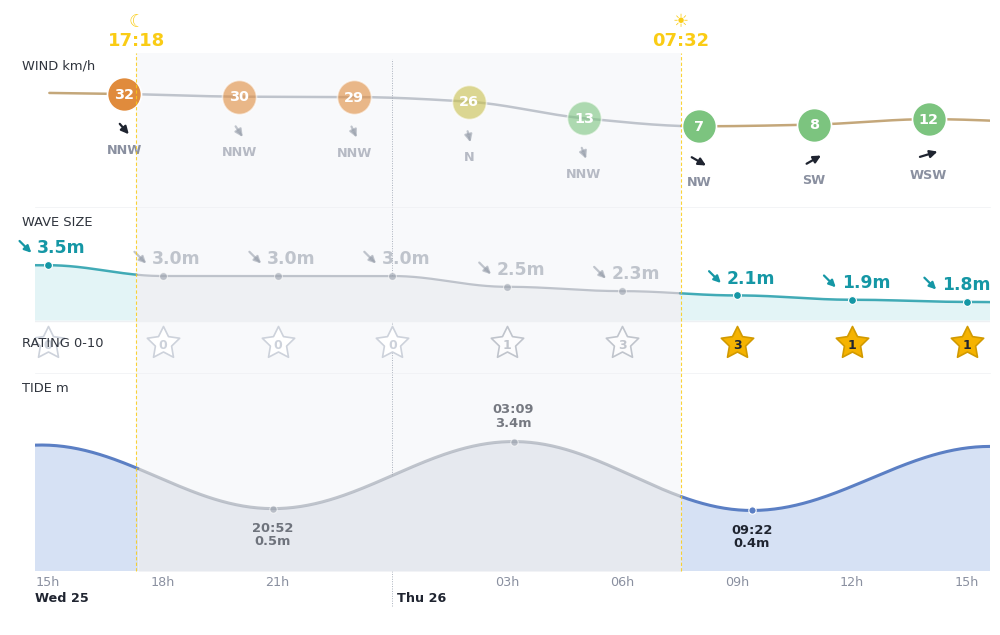 17:18 07:32
WIND km/h
32 30 29 26 13 7 8 12
NNW NNW NNW N NNW NW SW WSW
WAVE SIZE
3.5m 3.0m 3.0m 3.0m 2.5m 2.3m 2.1m 1.9m 1.8m
RATING 0-10
0 0 0 1 3 3 1 1
TIDE m
03:09
3.4m
20:52
0.5m
09:22
0.4m
15h 18h 21h 03h 06h 09h 12h 15h
Wed 25 Thu 26